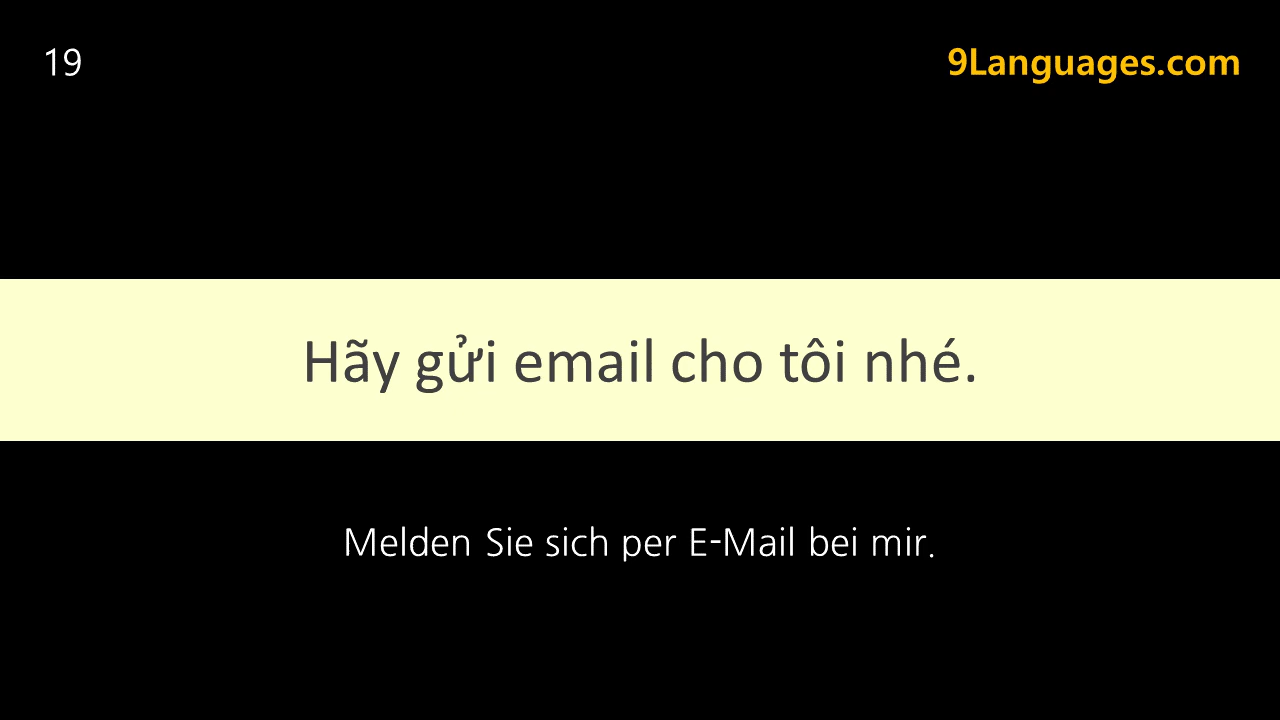 19
9Languages.com
Hãy gửi email cho tôi nhé.
Melden Sie sich per E-Mail bei mir.